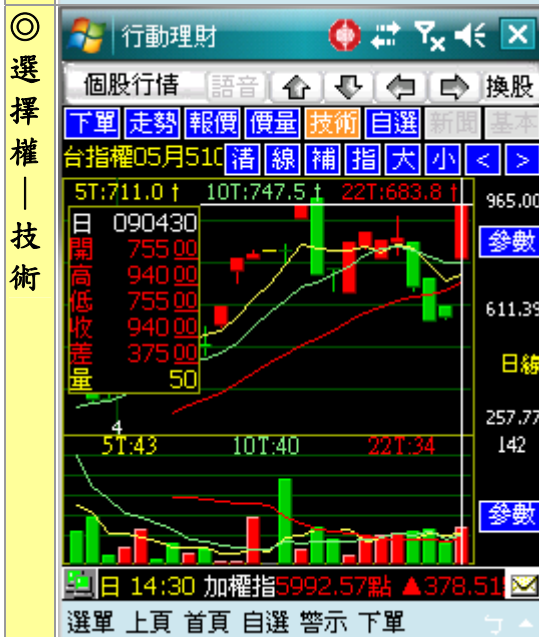 ◎選擇權｜技術
行動理財
個股行情 語音 換股
下單 走勢 報價 價量 技術 自選 新聞 基本
台指權05月510 清 線 補 指 大 小 < >
5T:711.0↑ 10T:747.5↑ 22T:683.8↑
965.00
日 090430
開 755.00
高 940.00
低 755.00
收 940.00
差 375.00
量 50
參數
611.39
日線
257.77
4
5T:43 10T:40 22T:34
142
參數
日 14:30 加權指5992.57點 ▲378.51
選單 上頁 首頁 自選 警示 下單 ㄅ